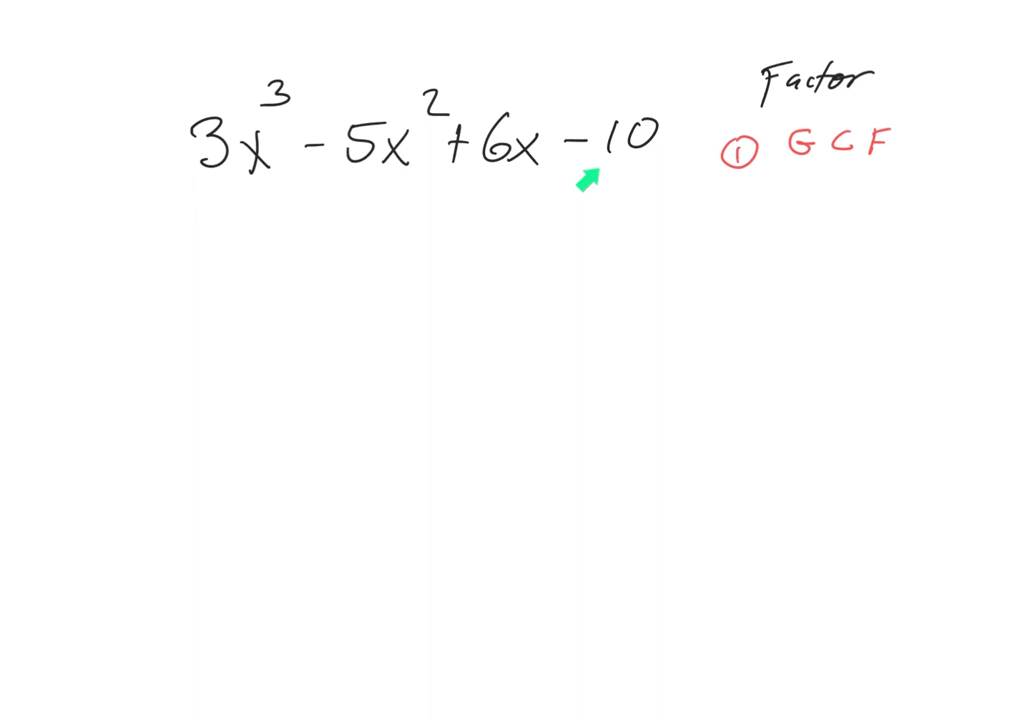 Factor
3x³ - 5x² + 6x - 10
① GCF